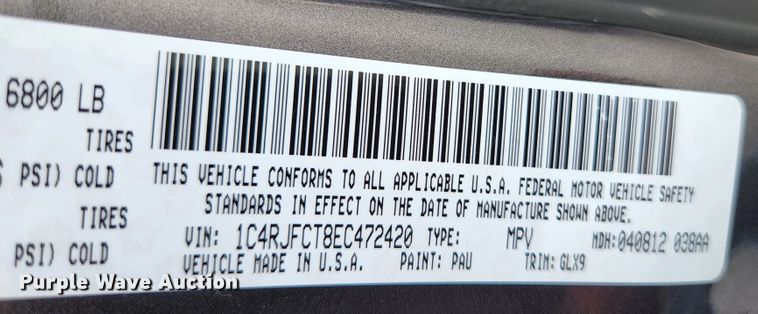 6800 LB
TIRES
PSI) COLD
TIRES
PSI) COLD
THIS VEHICLE CONFORMS TO ALL APPLICABLE U.S.A. FEDERAL MOTOR VEHICLE SAFETY
STANDARDS IN EFFECT ON THE DATE OF MANUFACTURE SHOWN ABOVE.
VIN: 1C4RJFCT8EC472420 TYPE: MPV MDH:040812 038AA
VEHICLE MADE IN U.S.A. PAINT: PAU TRIM: GLX9
Purple Wave Auction